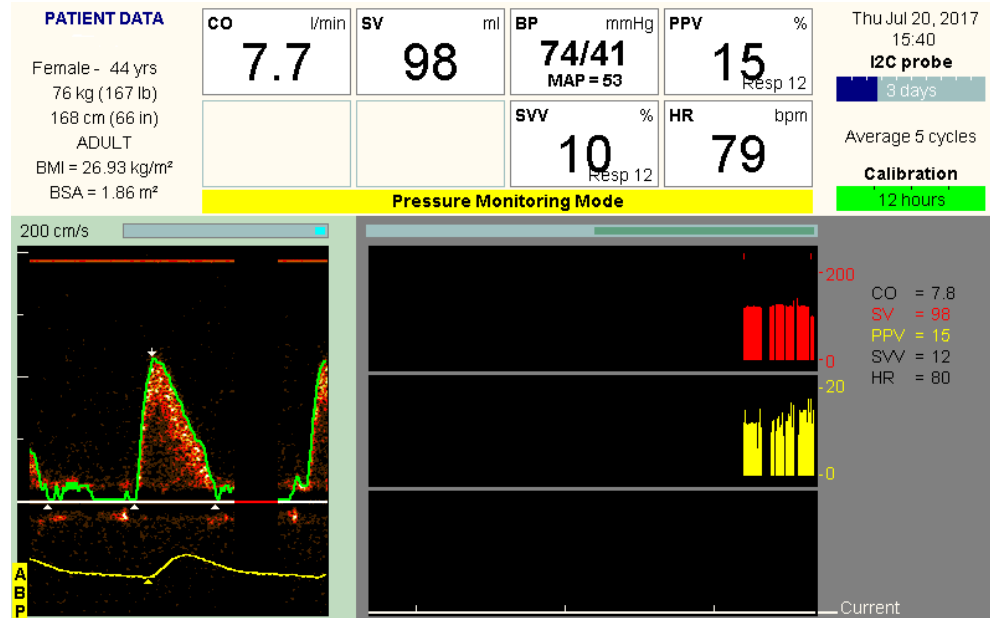 PATIENT DATA
Female - 44 yrs
76 kg (167 lb)
168 cm (66 in)
ADULT
BMI = 26.93 kg/m²
BSA = 1.86 m²
CO l/min
7.7
SV ml
98
BP mmHg
74/41
MAP = 53
PPV %
15
Resp 12
SVV %
10
Resp 12
HR bpm
79
Pressure Monitoring Mode
Thu Jul 20, 2017
15:40
I2C probe
3 days
Average 5 cycles
Calibration
12 hours
200 cm/s
ABP
200
0
20
0
CO = 7.8
SV = 98
PPV = 15
SVV = 12
HR = 80
Current